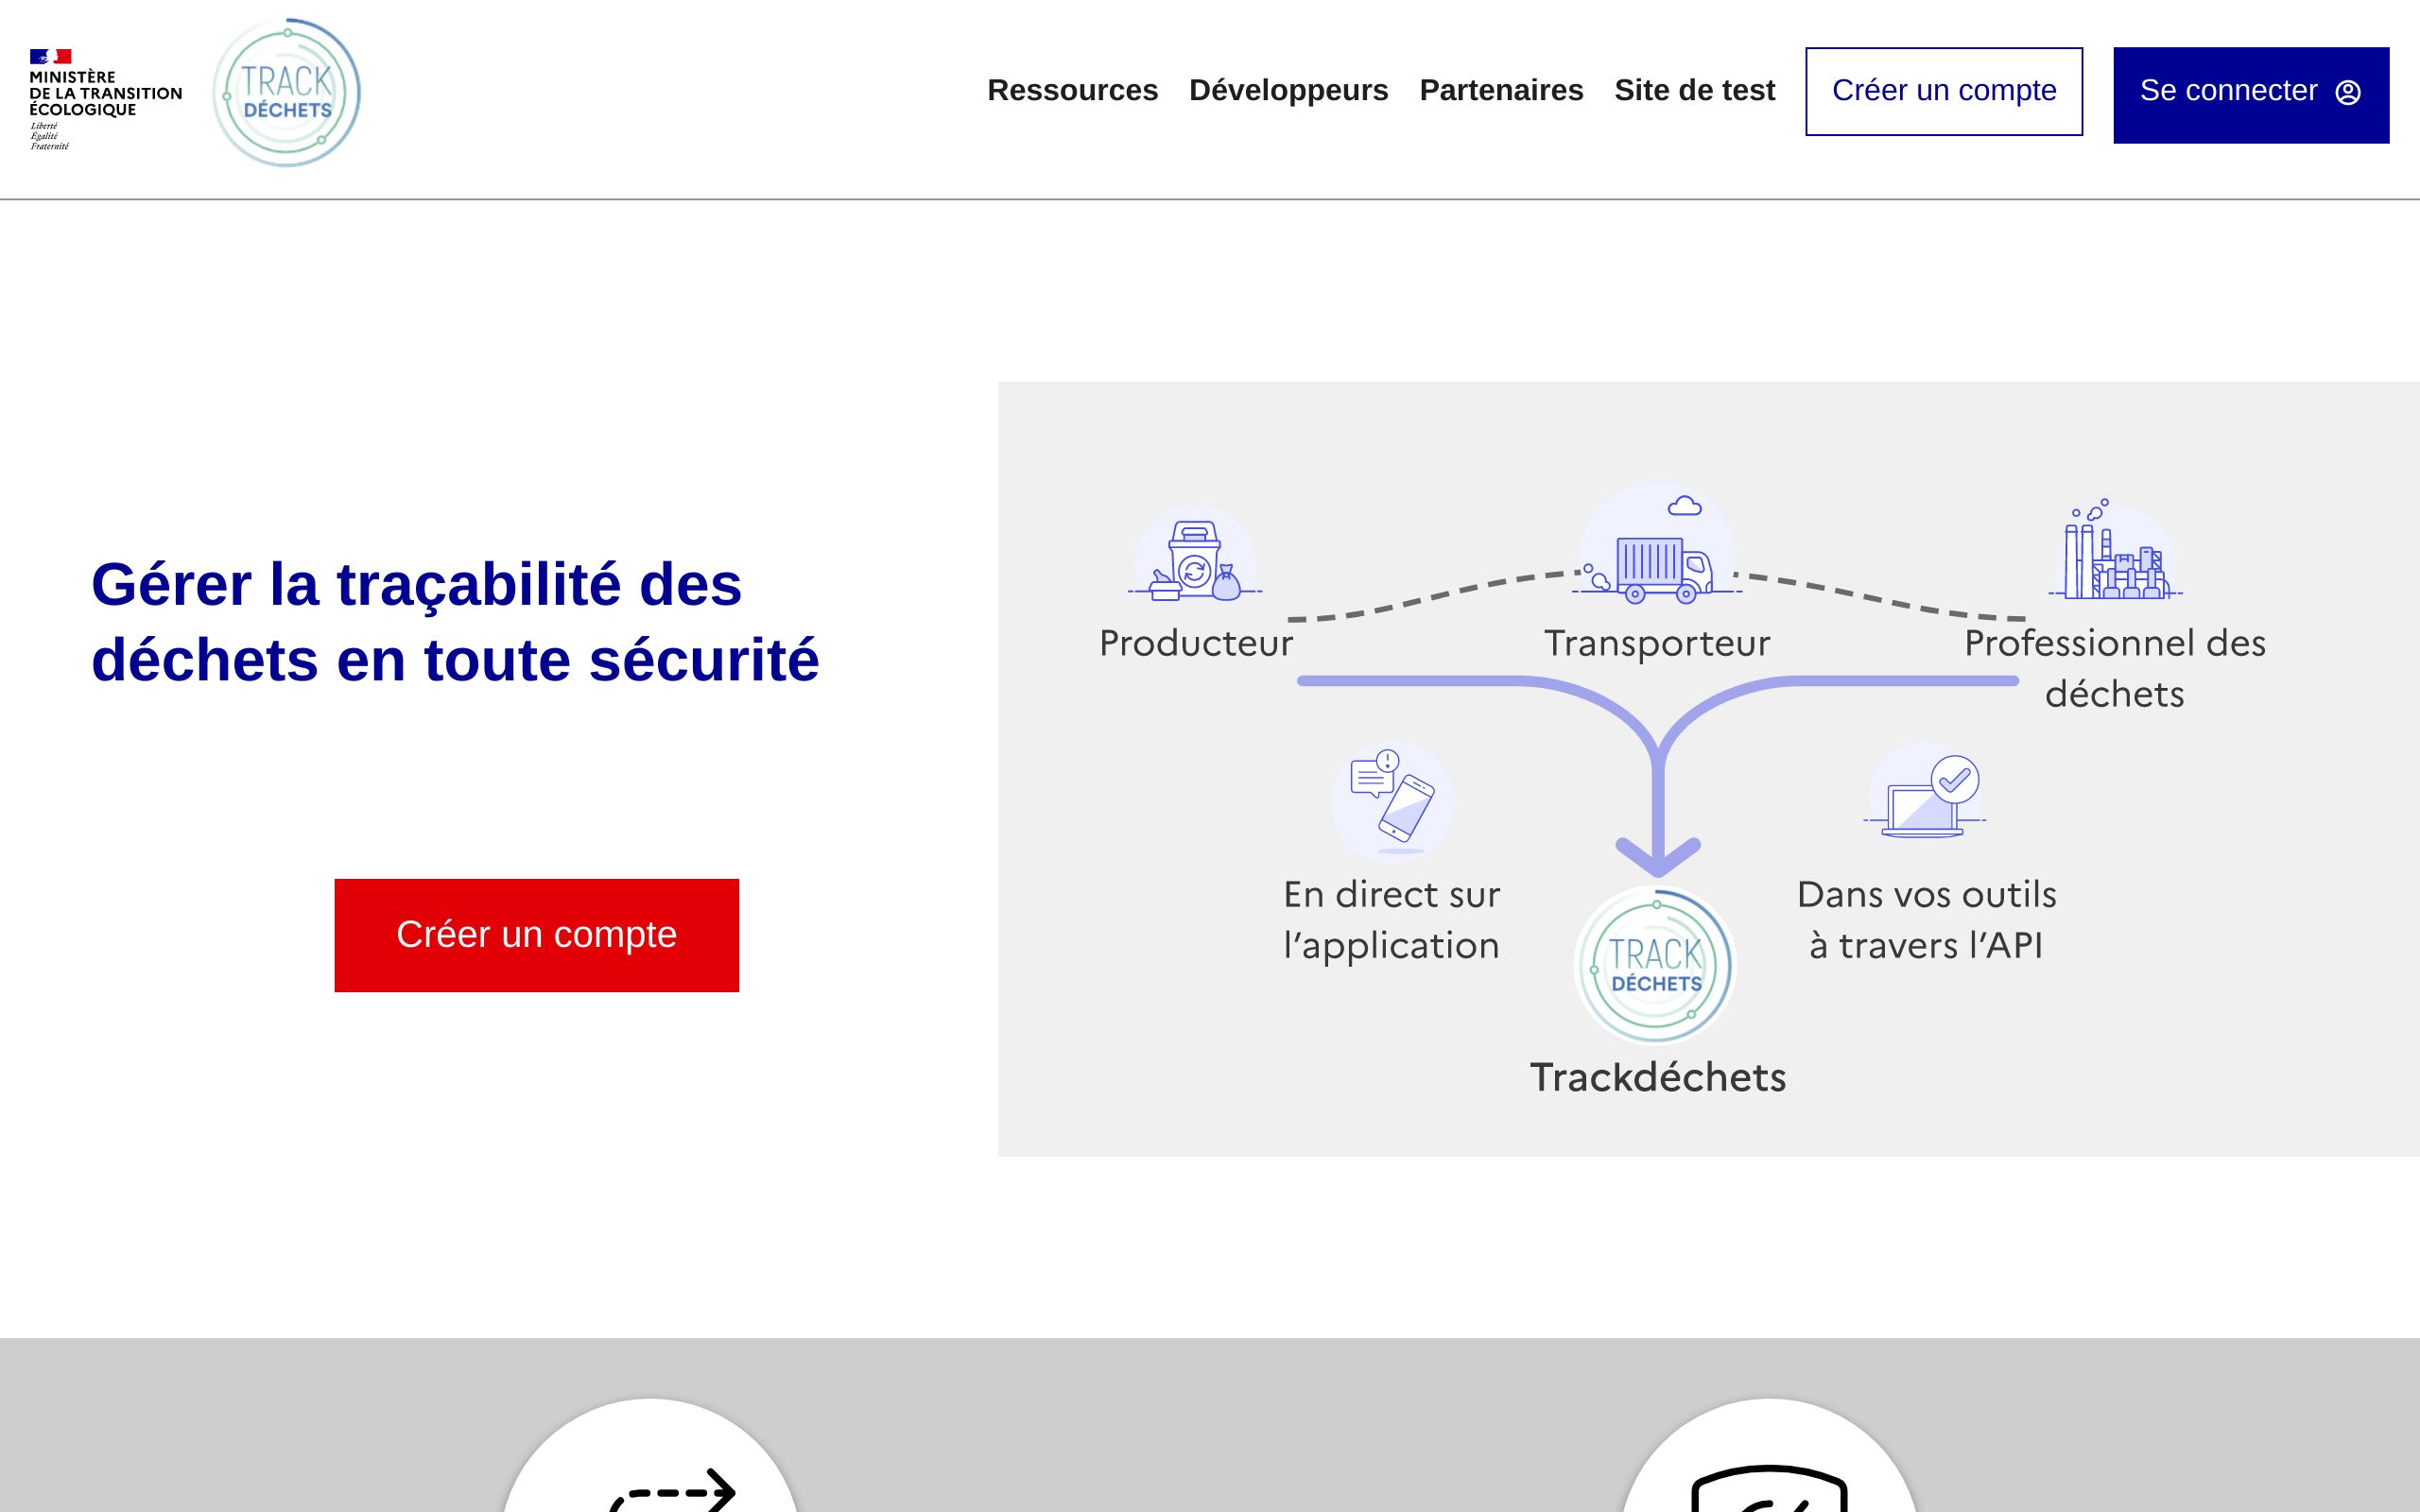 MINISTÈRE
DE LA TRANSITION
ÉCOLOGIQUE
Liberté
Égalité
Fraternité
TRACK
DÉCHETS
Ressources Développeurs Partenaires Site de test Créer un compte Se connecter
Gérer la traçabilité des
déchets en toute sécurité
Créer un compte
Producteur
Transporteur
Professionnel des
déchets
En direct sur
l’application
Dans vos outils
à travers l’API
TRACK
DÉCHETS
Trackdéchets